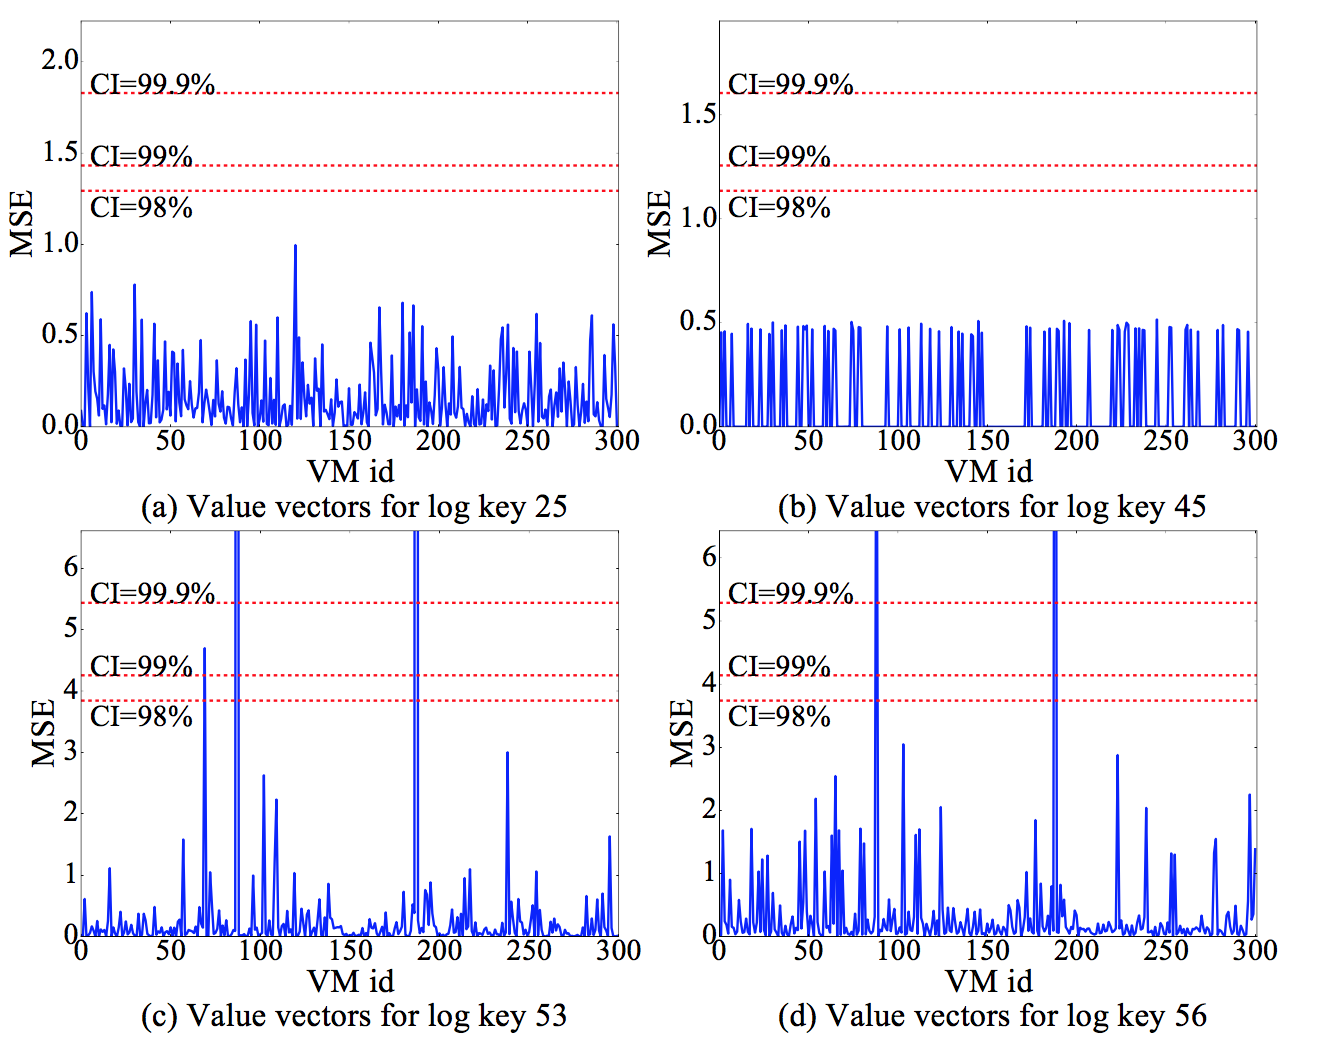 2.0
CI=99.9%
1.5
CI=99%
CI=98%
1.0
0.5
0.0
MSE
0 50 100 150 200 250 300
VM id
(a) Value vectors for log key 25
CI=99.9%
1.5
CI=99%
CI=98%
1.0
0.5
0.0
MSE
0 50 100 150 200 250 300
VM id
(b) Value vectors for log key 45
6
CI=99.9%
5
CI=99%
4
CI=98%
3
2
1
0
MSE
0 50 100 150 200 250 300
VM id
(c) Value vectors for log key 53
6
CI=99.9%
5
CI=99%
4
CI=98%
3
2
1
0
MSE
0 50 100 150 200 250 300
VM id
(d) Value vectors for log key 56